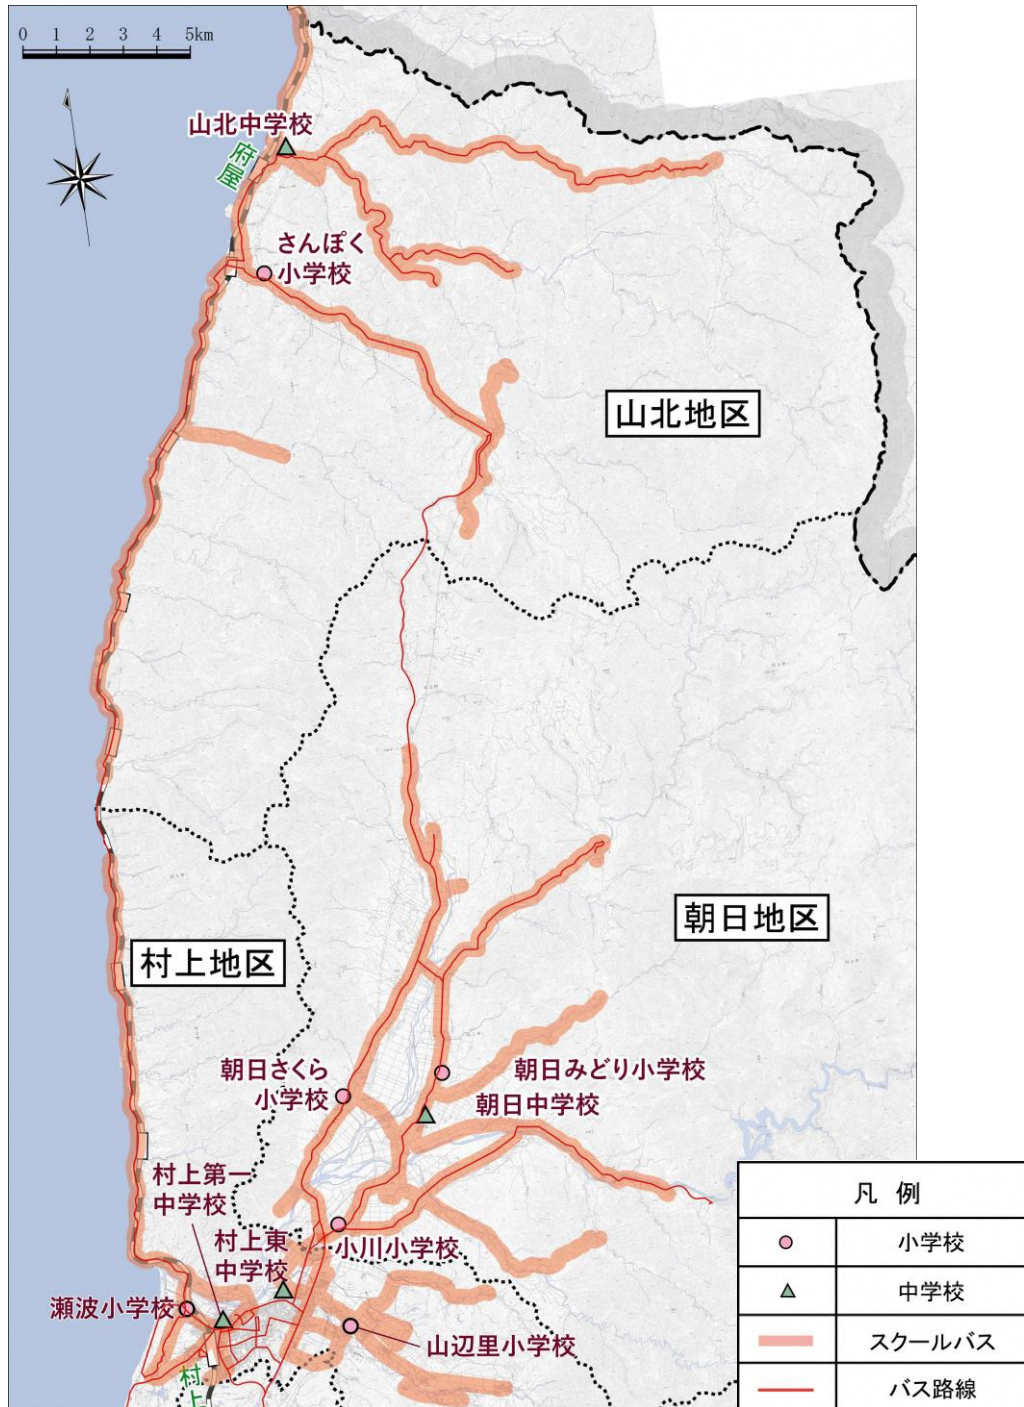 0 1 2 3 4 5km
山北中学校
府屋
さんぽく
小学校
山北地区
朝日地区
村上地区
朝日さくら
小学校
朝日みどり小学校
朝日中学校
村上第一
中学校
村上東
中学校
小川小学校
瀬波小学校
山辺里小学校
村上
凡 例
小学校
中学校
スクールバス
バス路線